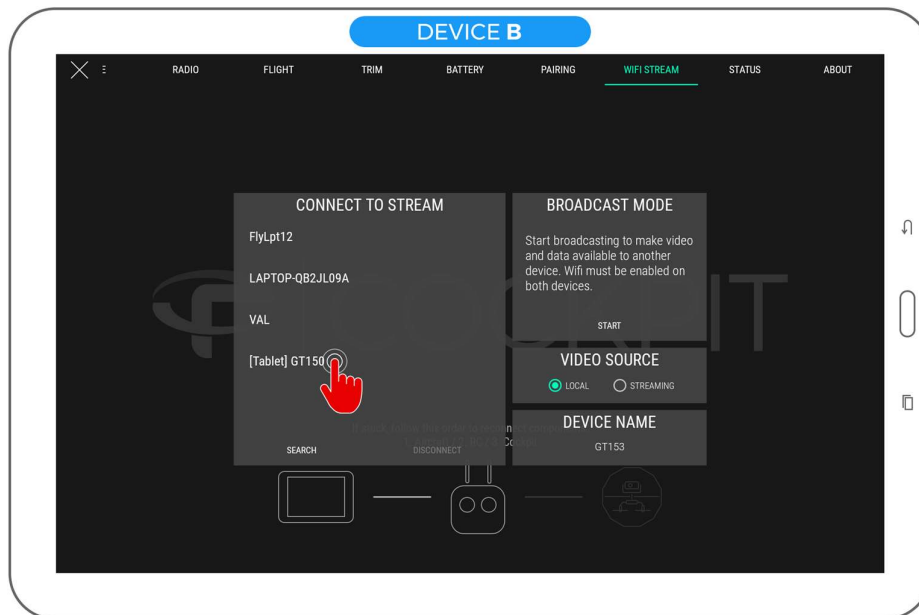 DEVICE B
RADIO
FLIGHT
TRIM
BATTERY
PAIRING
WIFI STREAM
STATUS
ABOUT
CONNECT TO STREAM
FlyLpt12
LAPTOP-QB2JL09A
VAL
[Tablet] GT150
SEARCH
DISCONNECT
BROADCAST MODE
Start broadcasting to make video
and data available to another
device. Wifi must be enabled on
both devices.
START
VIDEO SOURCE
LOCAL
STREAMING
DEVICE NAME
GT153